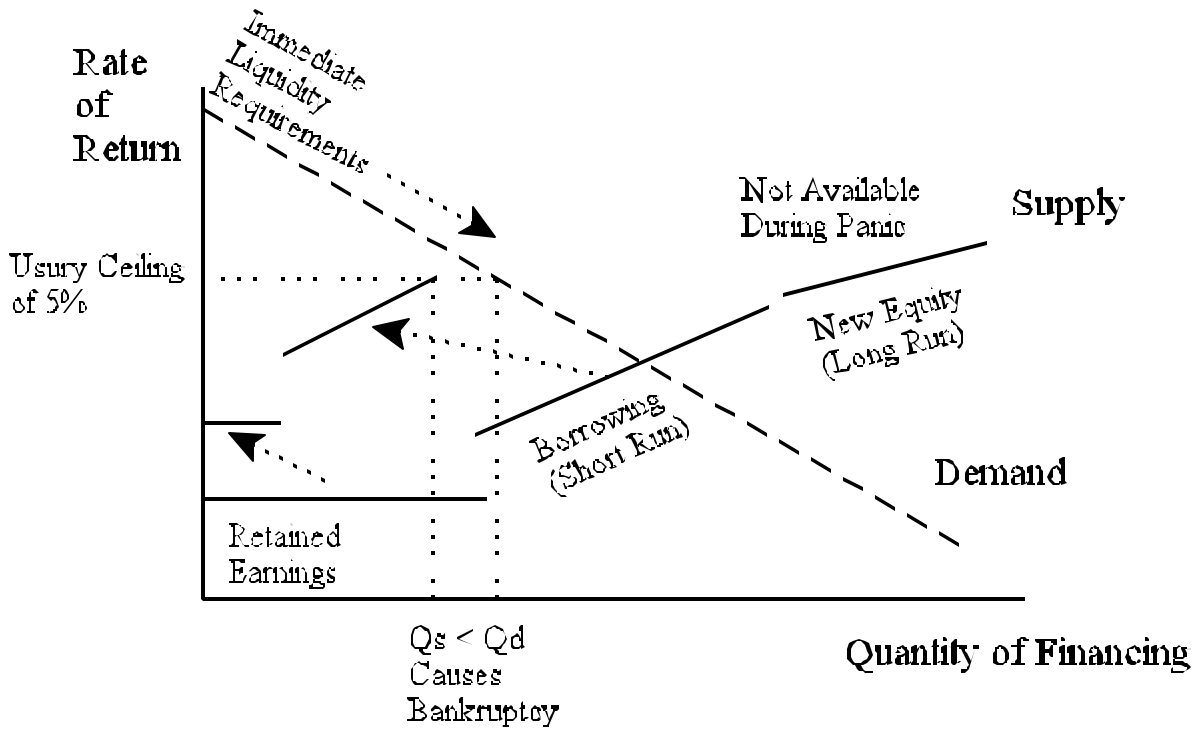 Immediate
Liquidity
Requirements
Rate
of
Return
Not Available
During Panic
Supply
Usury Ceiling
of 5%
New Equity
(Long Run)
Borrowing
(Short Run)
Demand
Retained
Earnings
Qs < Qd
Causes
Bankruptcy
Quantity of Financing